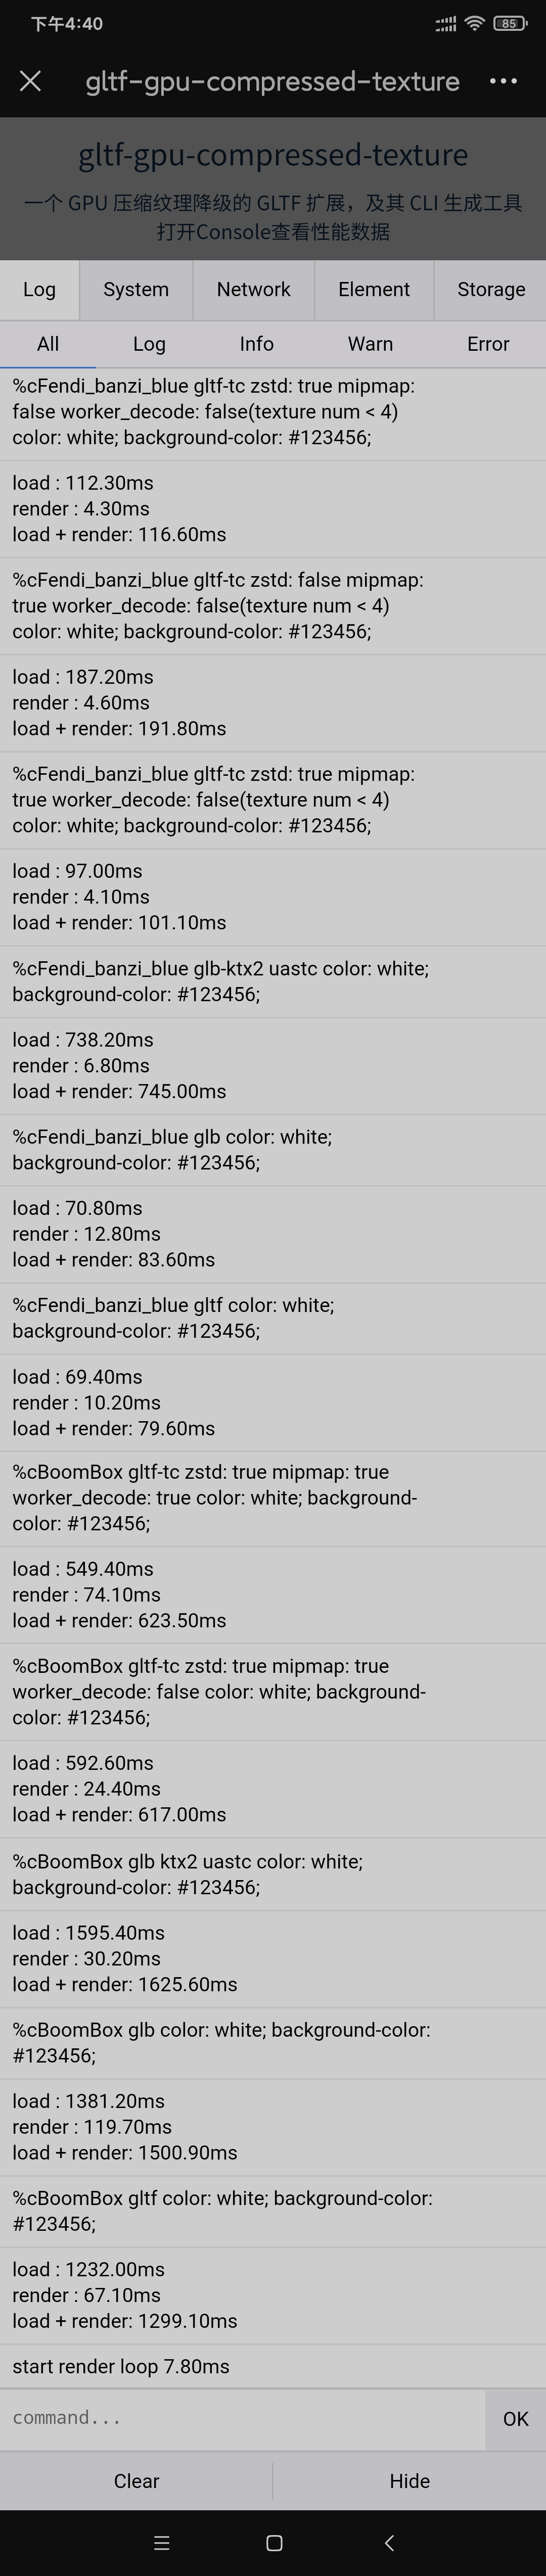 下午4:40
85
gltf-gpu-compressed-texture
gltf-gpu-compressed-texture
一个 GPU 压缩纹理降级的 GLTF 扩展，及其 CLI 生成工具
打开Console查看性能数据
Log System Network Element Storage
All Log Info Warn Error
%cFendi_banzi_blue gltf-tc zstd: true mipmap:
false worker_decode: false(texture num < 4)
color: white; background-color: #123456;
load : 112.30ms
render : 4.30ms
load + render: 116.60ms
%cFendi_banzi_blue gltf-tc zstd: false mipmap:
true worker_decode: false(texture num < 4)
color: white; background-color: #123456;
load : 187.20ms
render : 4.60ms
load + render: 191.80ms
%cFendi_banzi_blue gltf-tc zstd: true mipmap:
true worker_decode: false(texture num < 4)
color: white; background-color: #123456;
load : 97.00ms
render : 4.10ms
load + render: 101.10ms
%cFendi_banzi_blue glb-ktx2 uastc color: white;
background-color: #123456;
load : 738.20ms
render : 6.80ms
load + render: 745.00ms
%cFendi_banzi_blue glb color: white;
background-color: #123456;
load : 70.80ms
render : 12.80ms
load + render: 83.60ms
%cFendi_banzi_blue gltf color: white;
background-color: #123456;
load : 69.40ms
render : 10.20ms
load + render: 79.60ms
%cBoomBox gltf-tc zstd: true mipmap: true
worker_decode: true color: white; background-
color: #123456;
load : 549.40ms
render : 74.10ms
load + render: 623.50ms
%cBoomBox gltf-tc zstd: true mipmap: true
worker_decode: false color: white; background-
color: #123456;
load : 592.60ms
render : 24.40ms
load + render: 617.00ms
%cBoomBox glb ktx2 uastc color: white;
background-color: #123456;
load : 1595.40ms
render : 30.20ms
load + render: 1625.60ms
%cBoomBox glb color: white; background-color:
#123456;
load : 1381.20ms
render : 119.70ms
load + render: 1500.90ms
%cBoomBox gltf color: white; background-color:
#123456;
load : 1232.00ms
render : 67.10ms
load + render: 1299.10ms
start render loop 7.80ms
command... OK
Clear Hide